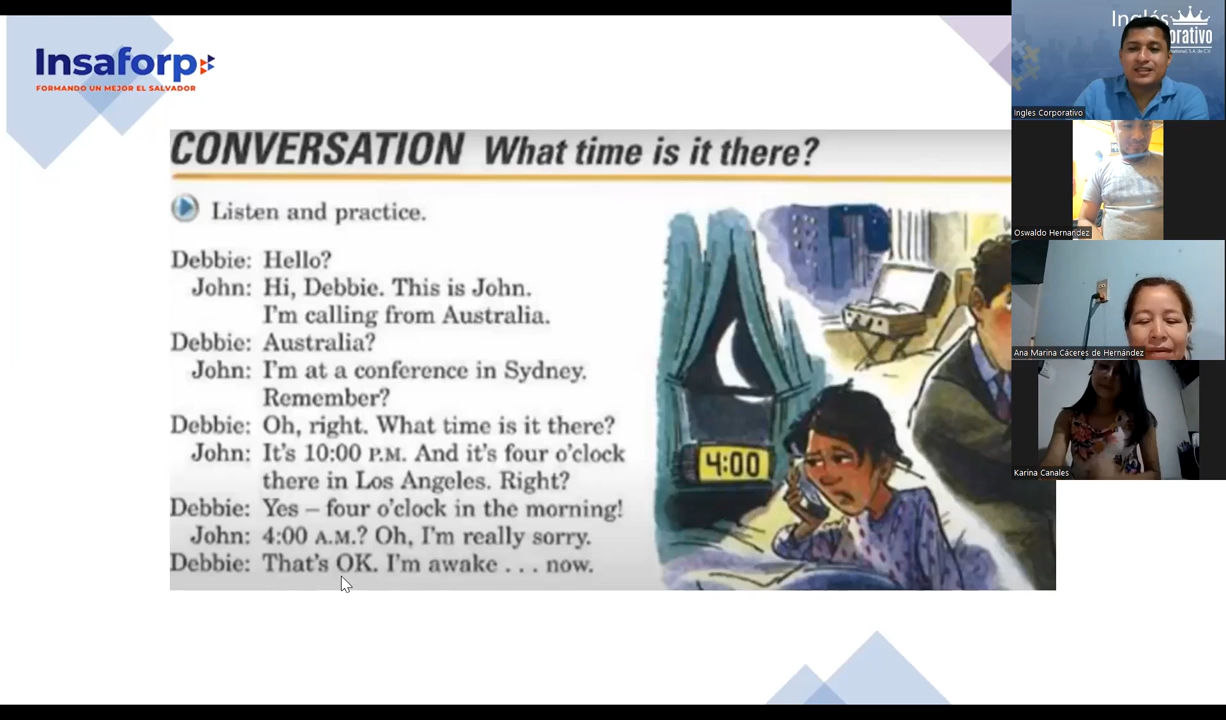 Insaforp
FORMANDO UN MEJOR EL SALVADOR
CONVERSATION What time is it there?
Listen and practice.
Debbie: Hello?
John: Hi, Debbie. This is John.
I'm calling from Australia.
Debbie: Australia?
John: I'm at a conference in Sydney.
Remember?
Debbie: Oh, right. What time is it there?
John: It's 10:00 P.M. And it's four o'clock
there in Los Angeles. Right?
Debbie: Yes – four o'clock in the morning!
John: 4:00 A.M.? Oh, I'm really sorry.
Debbie: That's OK. I'm awake . . . now.
4:00
Ingles Corporativo
Oswaldo Hernandez
Ana Marina Cáceres de Hernández
Karina Canales